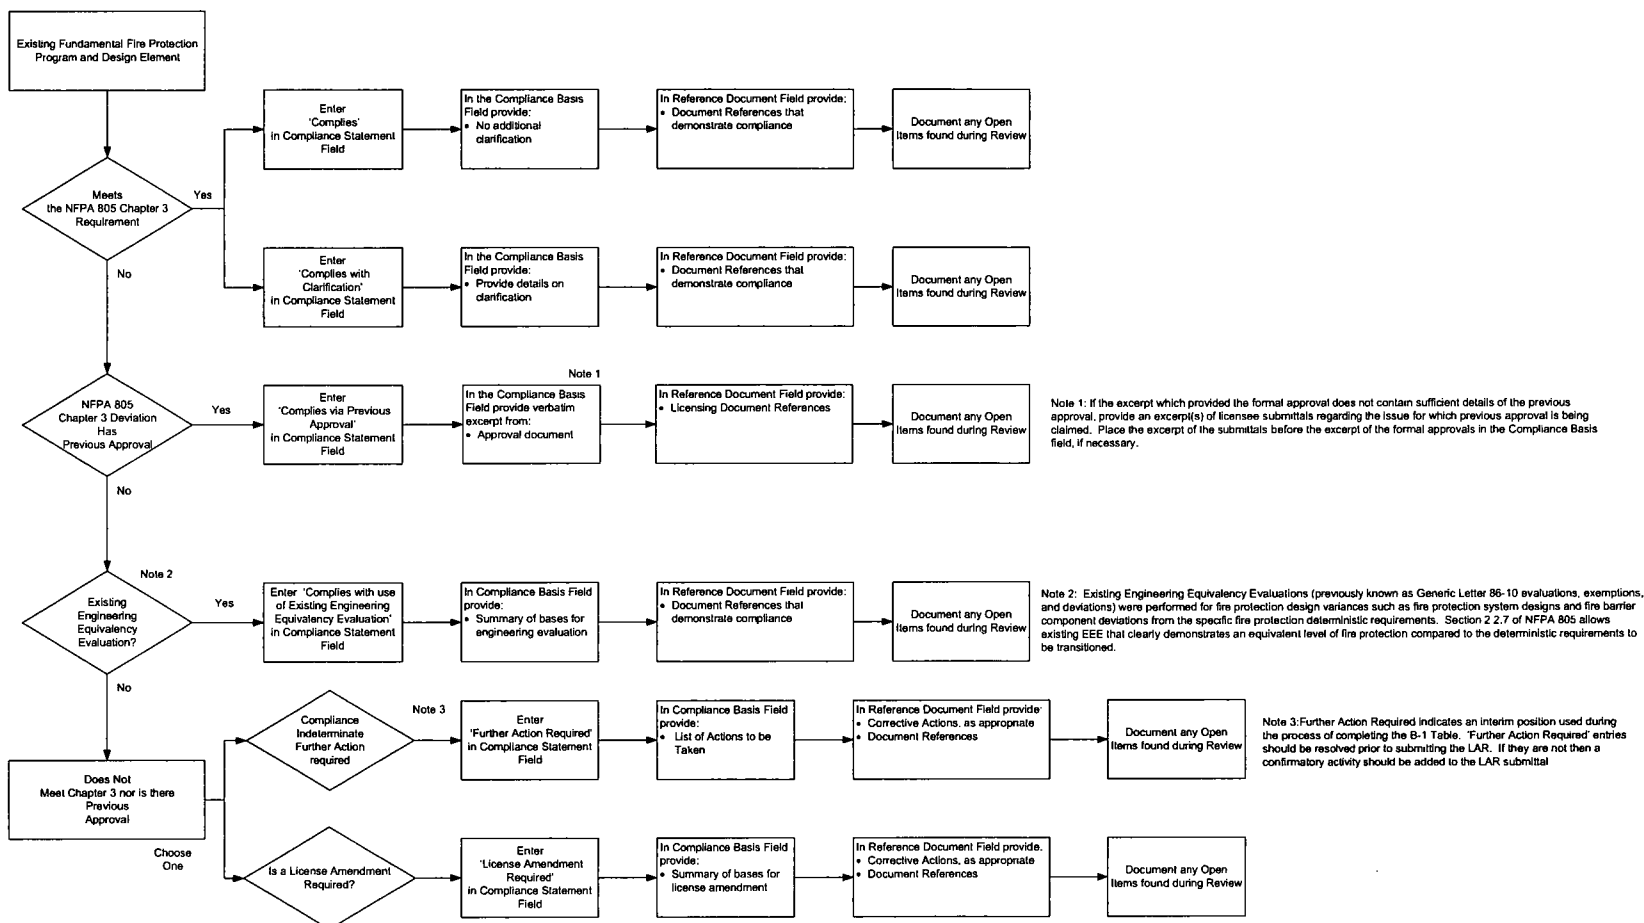 Existing Fundamental Fire Protection
Program and Design Element
Meets
the NFPA 805 Chapter 3
Requirement
Yes
No
Enter
'Complies'
in Compliance Statement
Field
In the Compliance Basis
Field provide:
• No additional
clarification
In Reference Document Field provide:
• Document References that
demonstrate compliance
Document any Open
Items found during Review
Enter
'Complies with
Clarification'
in Compliance Statement
Field
In the Compliance Basis
Field provide:
• Provide details on
clarification
In Reference Document Field provide:
• Document References that
demonstrate compliance
Document any Open
Items found during Review
NFPA 805
Chapter 3 Deviation
Has
Previous Approval
Yes
No
Enter
'Complies via Previous
Approval'
in Compliance Statement
Field
Note 1
In the Compliance Basis
Field provide verbatim
excerpt from:
• Approval document
In Reference Document Field provide:
• Licensing Document References
Document any Open
Items found during Review
Note 1: If the excerpt which provided the formal approval does not contain sufficient details of the previous
approval, provide an excerpt(s) of licensee submittals regarding the issue for which previous approval is being
claimed. Place the excerpt of the submittals before the excerpt of the formal approvals in the Compliance Basis
field, if necessary.
Note 2
Existing
Engineering
Equivalency
Evaluation?
Yes
No
Enter 'Complies with use
of Existing Engineering
Equivalency Evaluation'
in Compliance Statement
Field
In Compliance Basis Field
provide:
• Summary of bases for
engineering evaluation
In Reference Document Field provide:
• Document References that
demonstrate compliance
Document any Open
Items found during Review
Note 2: Existing Engineering Equivalency Evaluations (previously known as Generic Letter 86-10 evaluations, exemptions,
and deviations) were performed for fire protection design variances such as fire protection system designs and fire barrier
component deviations from the specific fire protection deterministic requirements. Section 2 2.7 of NFPA 805 allows
existing EEE that clearly demonstrates an equivalent level of fire protection compared to the deterministic requirements to
be transitioned.
Does Not
Meet Chapter 3 nor is there
Previous
Approval
Choose
One
Compliance
Indeterminate
Further Action
required
Note 3
Enter
'Further Action Required'
in Compliance Statement
Field
In Compliance Basis Field
provide:
• List of Actions to be
Taken
In Reference Document Field provide:
• Corrective Actions, as appropriate
• Document References
Document any Open
Items found during Review
Note 3:Further Action Required indicates an interim position used during
the process of completing the B-1 Table. 'Further Action Required' entries
should be resolved prior to submitting the LAR. If they are not then a
confirmatory activity should be added to the LAR submittal
Is a License Amendment
Required?
Enter
'License Amendment
Required'
in Compliance Statement
Field
In Compliance Basis Field
provide:
• Summary of bases for
license amendment
In Reference Document Field provide.
• Corrective Actions, as appropriate
• Document References
Document any Open
Items found during Review